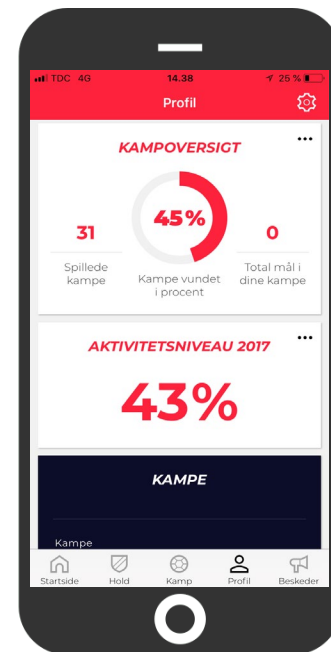 TDC 4G 14.38 25 %
Profil
KAMPOVERSIGT
31
Spillede
kampe
45%
Kampe vundet
i procent
0
Total mål i
dine kampe
AKTIVITETSNIVEAU 2017
43%
KAMPE
Kampe
Startside Hold Kamp Profil Beskeder